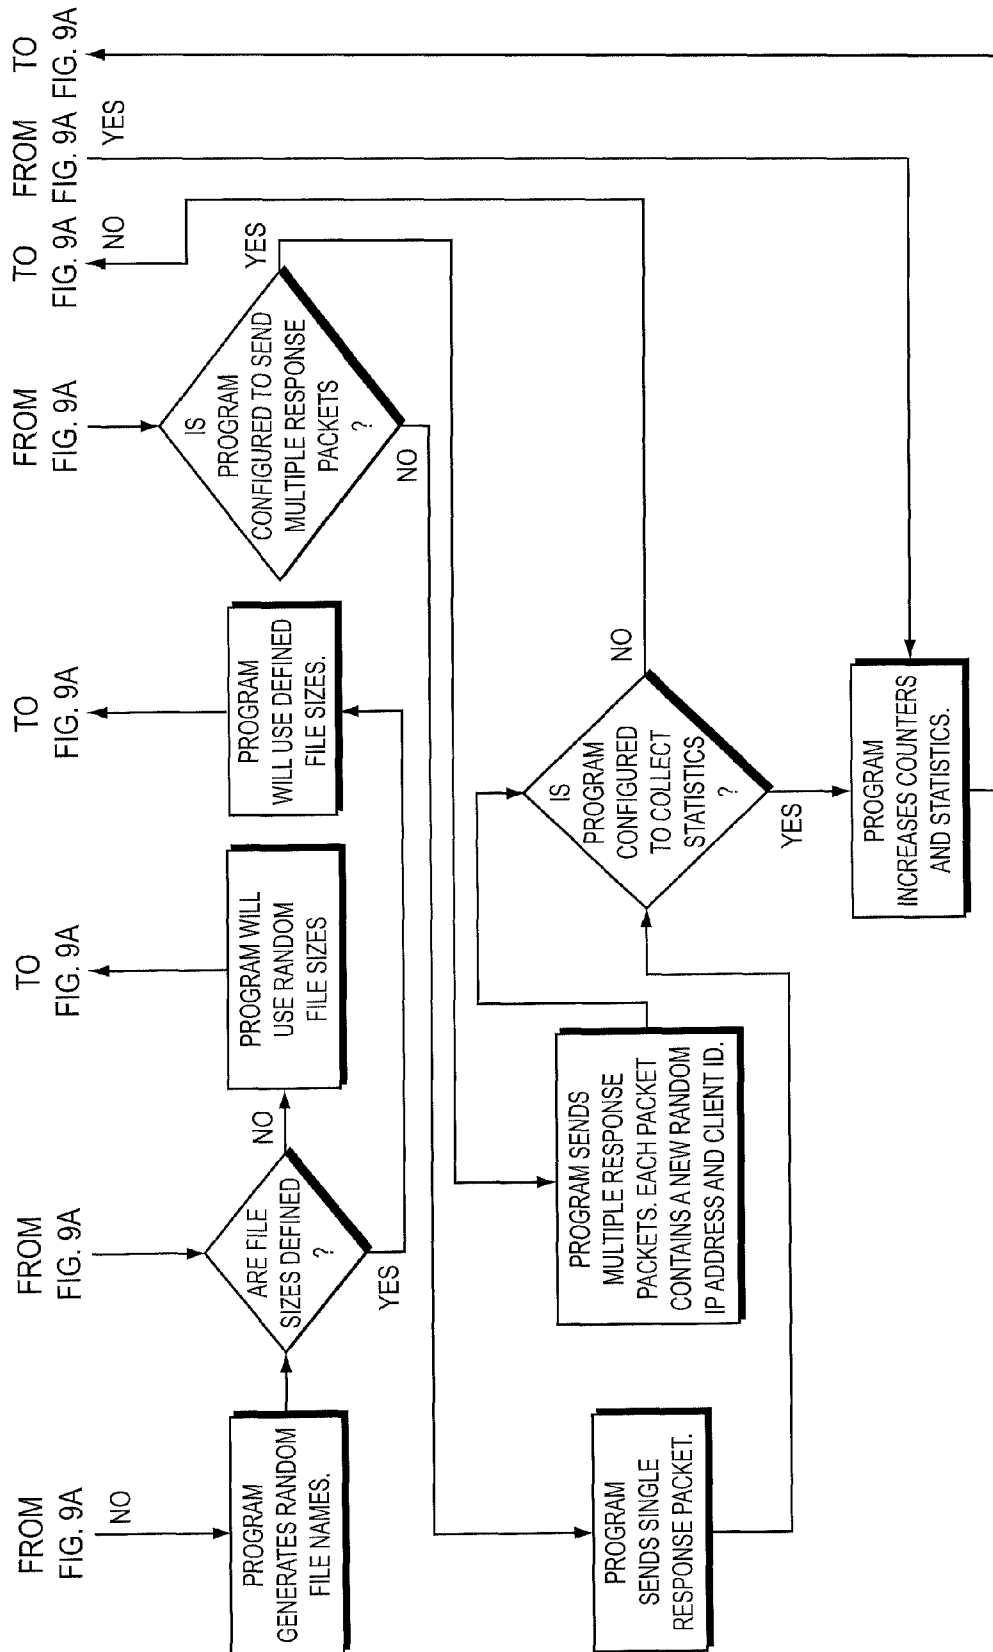 FROM
FIG. 9A
NO
PROGRAM
GENERATES RANDOM
FILE NAMES.
FROM
FIG. 9A
ARE FILE
SIZES DEFINED
?
NO
YES
TO
FIG. 9A
PROGRAM WILL
USE RANDOM
FILE SIZES
TO
FIG. 9A
PROGRAM
WILL USE DEFINED
FILE SIZES.
FROM
FIG. 9A
IS
PROGRAM
CONFIGURED TO SEND
MULTIPLE RESPONSE
PACKETS
?
YES
NO
TO
FIG. 9A
NO
FROM
FIG. 9A
YES
TO
FIG. 9A
PROGRAM
SENDS SINGLE
RESPONSE PACKET.
PROGRAM SENDS
MULTIPLE RESPONSE
PACKETS. EACH PACKET
CONTAINS A NEW RANDOM
IP ADDRESS AND CLIENT ID.
IS
PROGRAM
CONFIGURED
TO COLLECT
STATISTICS
?
NO
YES
PROGRAM
INCREASES COUNTERS
AND STATISTICS.